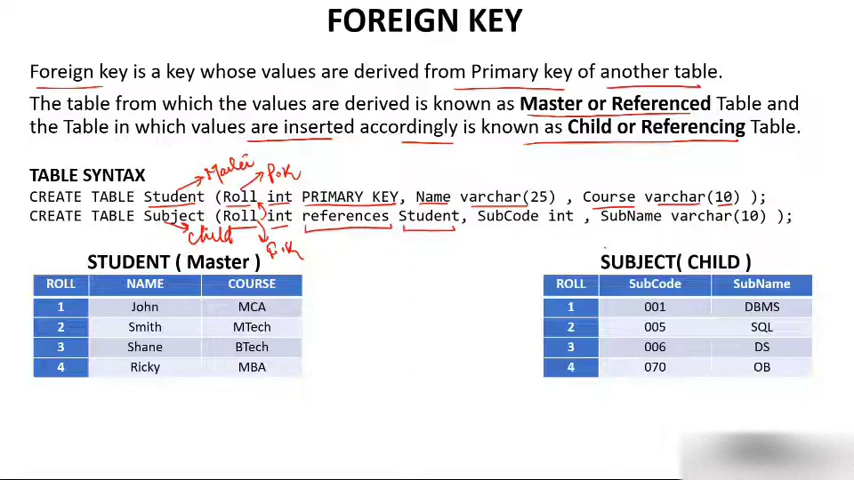 FOREIGN KEY
Foreign key is a key whose values are derived from Primary key of another table.
The table from which the values are derived is known as Master or Referenced Table and
the Table in which values are inserted accordingly is known as Child or Referencing Table.
TABLE SYNTAX
Master P.K
CREATE TABLE Student (Roll int PRIMARY KEY, Name varchar(25) , Course varchar(10) );
CREATE TABLE Subject (Roll int references Student, SubCode int , SubName varchar(10) );
Child F.K
STUDENT ( Master )
ROLL NAME COURSE
1 John MCA
2 Smith MTech
3 Shane BTech
4 Ricky MBA
SUBJECT( CHILD )
ROLL SubCode SubName
1 001 DBMS
2 005 SQL
3 006 DS
4 070 OB